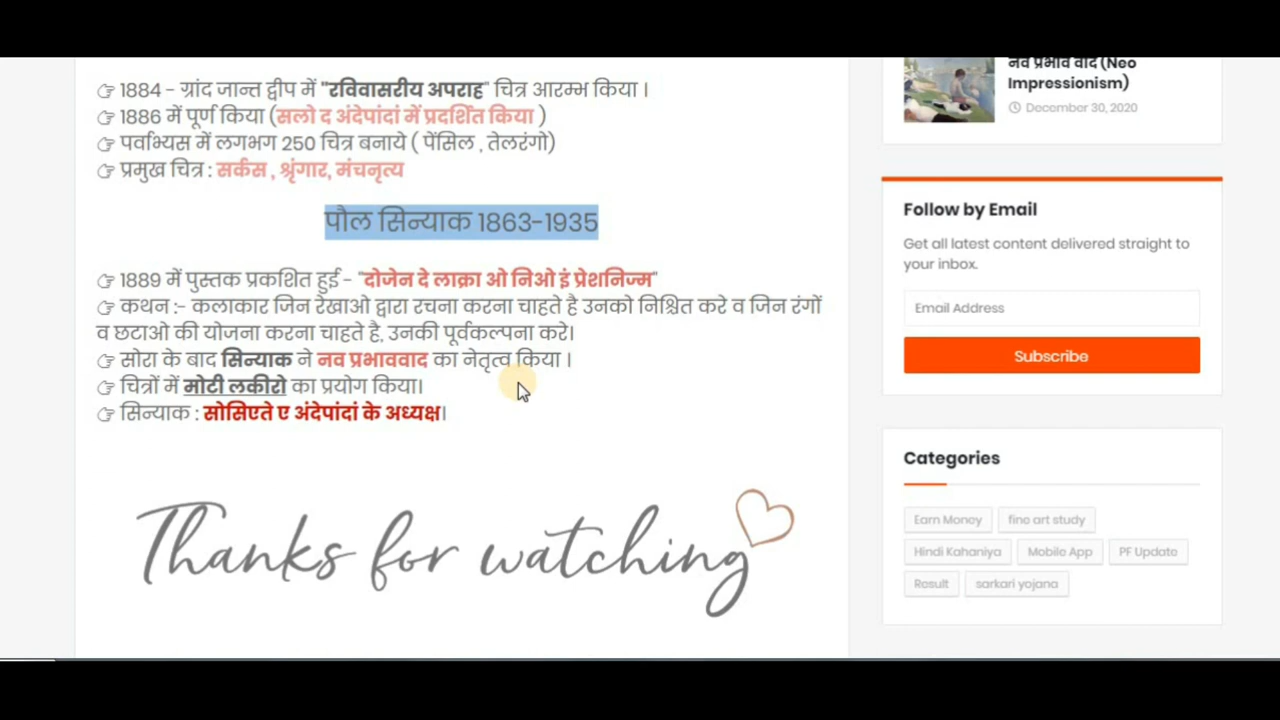 👉 1884 - ग्रांद जान्त द्वीप में "रविवासरीय अपराह" चित्र आरम्भ किया ।
👉 1886 में पूर्ण किया (सलो द अंदेपांदां में प्रदर्शित किया )
👉 पर्वाभ्यस में लगभग 250 चित्र बनाये ( पेंसिल , तेलरंगो)
👉 प्रमुख चित्र : सर्कस , श्रृंगार, मंचनृत्य
पौल सिन्याक 1863-1935
👉 1889 में पुस्तक प्रकशित हुई - "दोजेन दे लाक्रा ओ निओ इं प्रेशनिज्म"
👉 कथन :- कलाकार जिन रेखाओ द्वारा रचना करना चाहते है उनको निश्चित करे व जिन रंगों
व छटाओ की योजना करना चाहते है, उनकी पूर्वकल्पना करे।
👉 सोरा के बाद सिन्याक ने नव प्रभाववाद का नेतृत्व किया ।
👉 चित्रों में मोटी लकीरो का प्रयोग किया।
👉 सिन्याक : सोसिएते ए अंदेपांदां के अध्यक्ष।
Thanks for watching
नव प्रभाव वाद (Neo
Impressionism)
December 30, 2020
Follow by Email
Get all latest content delivered straight to
your inbox.
Email Address
Subscribe
Categories
Earn Money fine art study
Hindi Kahaniya Mobile App PF Update
Result sarkari yojana